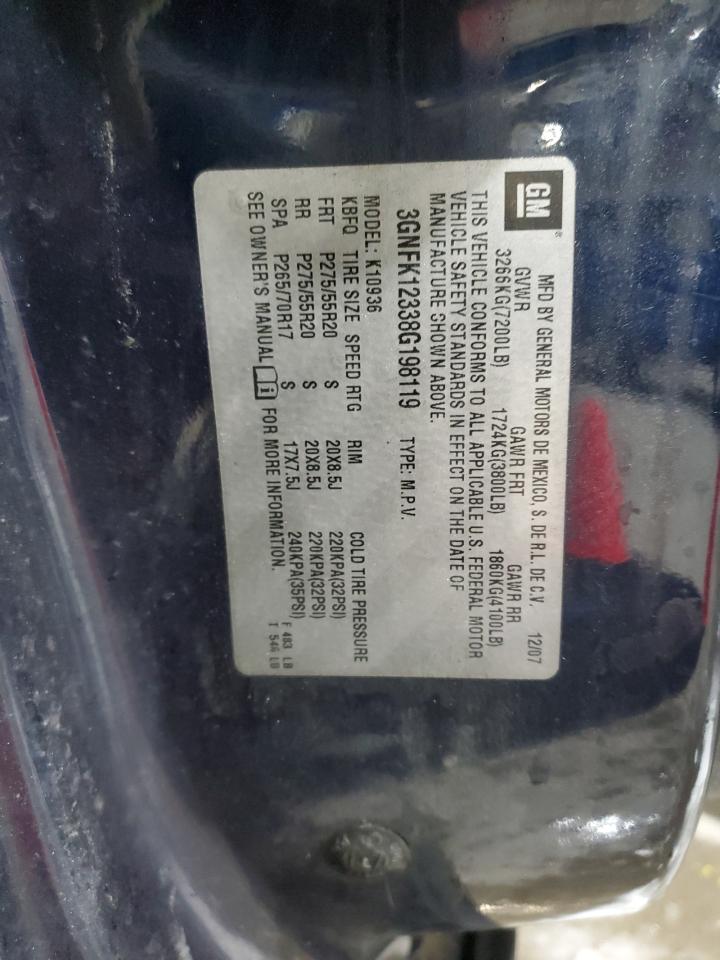 GM®
MFD BY GENERAL MOTORS DE MEXICO, S. DE R.L. DE C.V. 12/07
GVWR GAWR FRT GAWR RR
3266KG(7200LB) 1724KG(3800LB) 1860KG(4100LB)
THIS VEHICLE CONFORMS TO ALL APPLICABLE U.S. FEDERAL MOTOR
VEHICLE SAFETY STANDARDS IN EFFECT ON THE DATE OF
MANUFACTURE SHOWN ABOVE.
3GNFK12338G198119 TYPE: M.P.V.
MODEL: K10936
KBFQ TIRE SIZE SPEED RTG RIM COLD TIRE PRESSURE
FRT P275/55R20 S 20X8.5J 220KPA(32PSI)
RR P275/55R20 S 20X8.5J 220KPA(32PSI)
SPA P265/70R17 S 17X7.5J 240KPA(35PSI)
SEE OWNER'S MANUAL i FOR MORE INFORMATION.
F 483 LB
T 546 LB